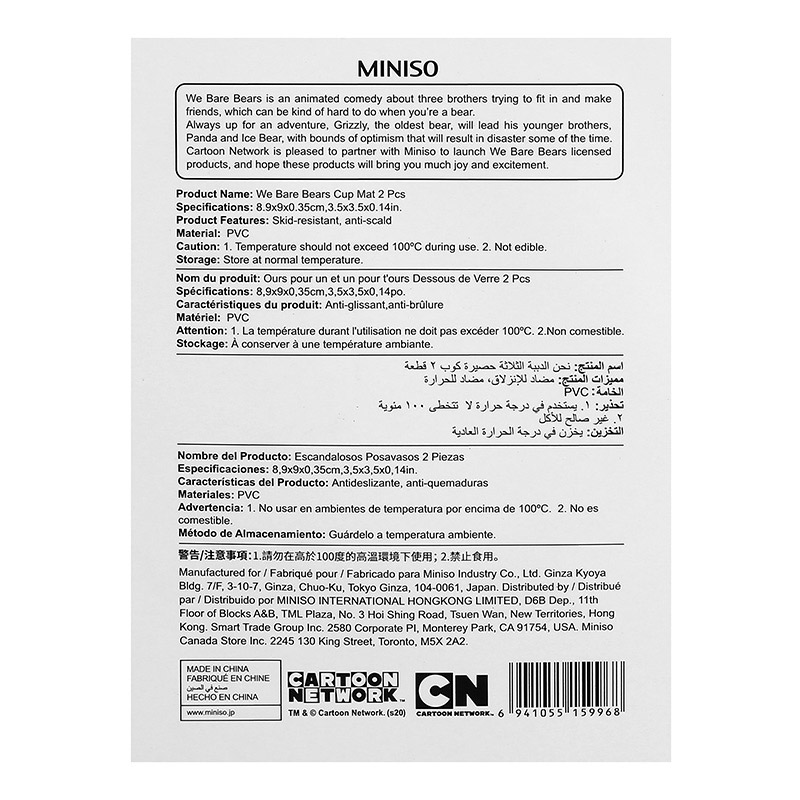 MINISO
We Bare Bears is an animated comedy about three brothers trying to fit in and make
friends, which can be kind of hard to do when you're a bear.
Always up for an adventure, Grizzly, the oldest bear, will lead his younger brothers,
Panda and Ice Bear, with bounds of optimism that will result in disaster some of the time.
Cartoon Network is pleased to partner with Miniso to launch We Bare Bears licensed
products, and hope these products will bring you much joy and excitement.
Product Name: We Bare Bears Cup Mat 2 Pcs
Specifications: 8.9x9x0.35cm,3.5x3.5x0.14in.
Product Features: Skid-resistant, anti-scald
Material: PVC
Caution: 1. Temperature should not exceed 100ºC during use. 2. Not edible.
Storage: Store at normal temperature.
Nom du produit: Ours pour un et un pour t'ours Dessous de Verre 2 Pcs
Spécifications: 8,9x9x0,35cm,3,5x3,5x0,14po.
Caractéristiques du produit: Anti-glissant,anti-brûlure
Matériel: PVC
Attention: 1. La température durant l'utilisation ne doit pas excéder 100ºC. 2.Non comestible.
Stockage: À conserver à une température ambiante.
اسم المنتج: نحن الدببة الثلاثة حصيرة كوب ٢ قطعة
مميزات المنتج: مضاد للإنزلاق، مضاد للحرارة
الخامة: PVC
تحذير: ١. يستخدم في درجة حرارة لا تتخطى ١٠٠ منوية
٢. غير صالح للأكل
التخزين: يخزن في درجة الحرارة العادية
Nombre del Producto: Escandalosos Posavasos 2 Piezas
Especificaciones: 8,9x9x0,35cm,3,5x3,5x0,14in.
Características del Producto: Antideslizante, anti-quemaduras
Materiales: PVC
Advertencia: 1. No usar en ambientes de temperatura por encima de 100ºC. 2. No es
comestible.
Método de Almacenamiento: Guárdelo a temperatura ambiente.
警告/注意事項:1.請勿在高於100度的高溫環境下使用；2.禁止食用。
Manufactured for / Fabriqué pour / Fabricado para Miniso Industry Co., Ltd. Ginza Kyoya
Bldg. 7/F, 3-10-7, Ginza, Chuo-Ku, Tokyo Ginza, 104-0061, Japan. Distributed by / Distribué
par / Distribuido por MINISO INTERNATIONAL HONGKONG LIMITED, D6B Dep., 11th
Floor of Blocks A&B, TML Plaza, No. 3 Hoi Shing Road, Tsuen Wan, New Territories, Hong
Kong. Smart Trade Group Inc. 2580 Corporate Pl, Monterey Park, CA 91754, USA. Miniso
Canada Store Inc. 2245 130 King Street, Toronto, M5X 2A2.
MADE IN CHINA
FABRIQUÉ EN CHINE
صنع في الصين
HECHO EN CHINA
www.miniso.jp
CARTOON
NETWORK™
TM & © Cartoon Network. (s20)
CN
CARTOON NETWORK™
6 941055 159968